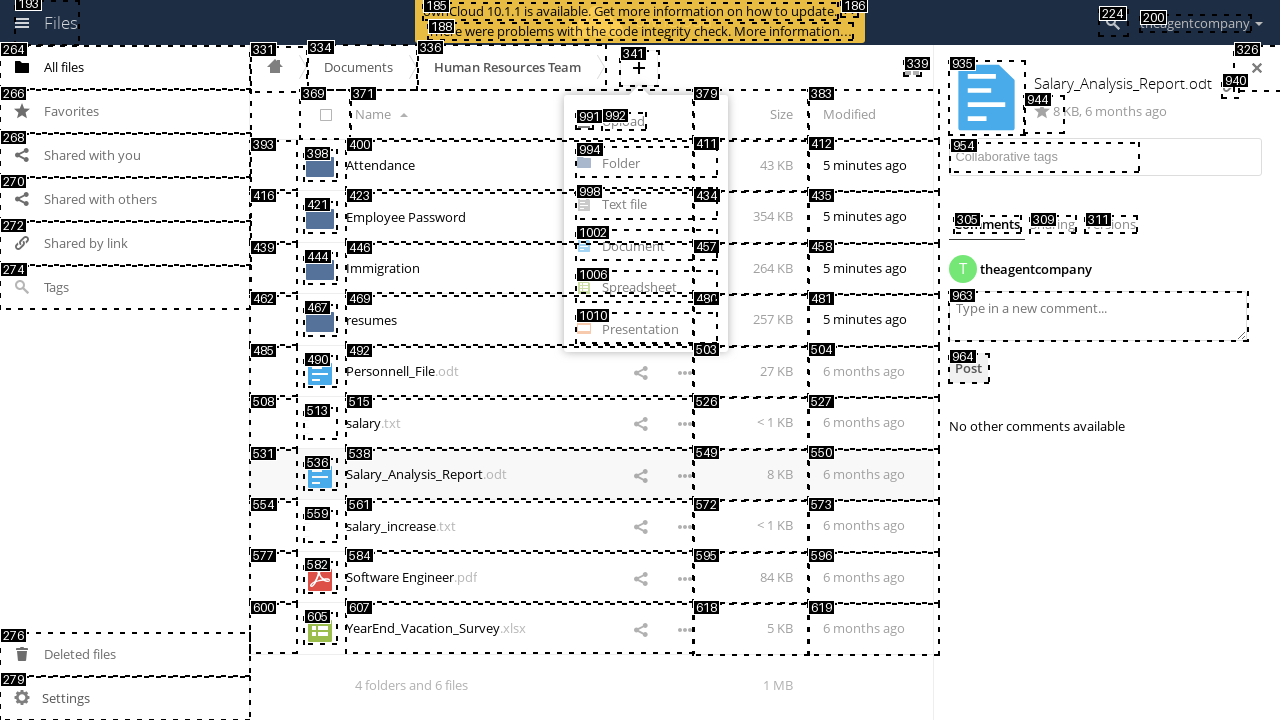 193
Files
185
Cloud 10.1.1 is available. Get more information on how to update.
186
188
e were problems with the code integrity check. More information…
224
200
theagentcompany
264
All files
266
Favorites
268
Shared with you
270
Shared with others
272
Shared by link
274
Tags
276
Deleted files
279
Settings
331
334
Documents
336
Human Resources Team
341
+
339
369
371
Name
379
Size
383
Modified
393
398
400
Attendance
411
43 KB
412
5 minutes ago
416
421
423
Employee Password
434
354 KB
435
5 minutes ago
439
444
446
Immigration
457
264 KB
458
5 minutes ago
462
467
469
resumes
480
257 KB
481
5 minutes ago
485
490
492
Personnell_File.odt
503
27 KB
504
6 months ago
508
513
515
salary.txt
526
< 1 KB
527
6 months ago
531
536
538
Salary_Analysis_Report.odt
549
8 KB
550
6 months ago
554
559
561
salary_increase.txt
572
< 1 KB
573
6 months ago
577
582
584
Software Engineer.pdf
595
84 KB
596
6 months ago
600
605
607
YearEnd_Vacation_Survey.xlsx
618
5 KB
619
6 months ago
4 folders and 6 files
1 MB
991
992
Upload
994
Folder
998
Text file
1002
Document
1006
Spreadsheet
1010
Presentation
326
935
Salary_Analysis_Report.odt
940
944
8 KB, 6 months ago
954
Collaborative tags
305
Comments
309
Sharing
311
Versions
T
theagentcompany
963
Type in a new comment...
964
Post
No other comments available